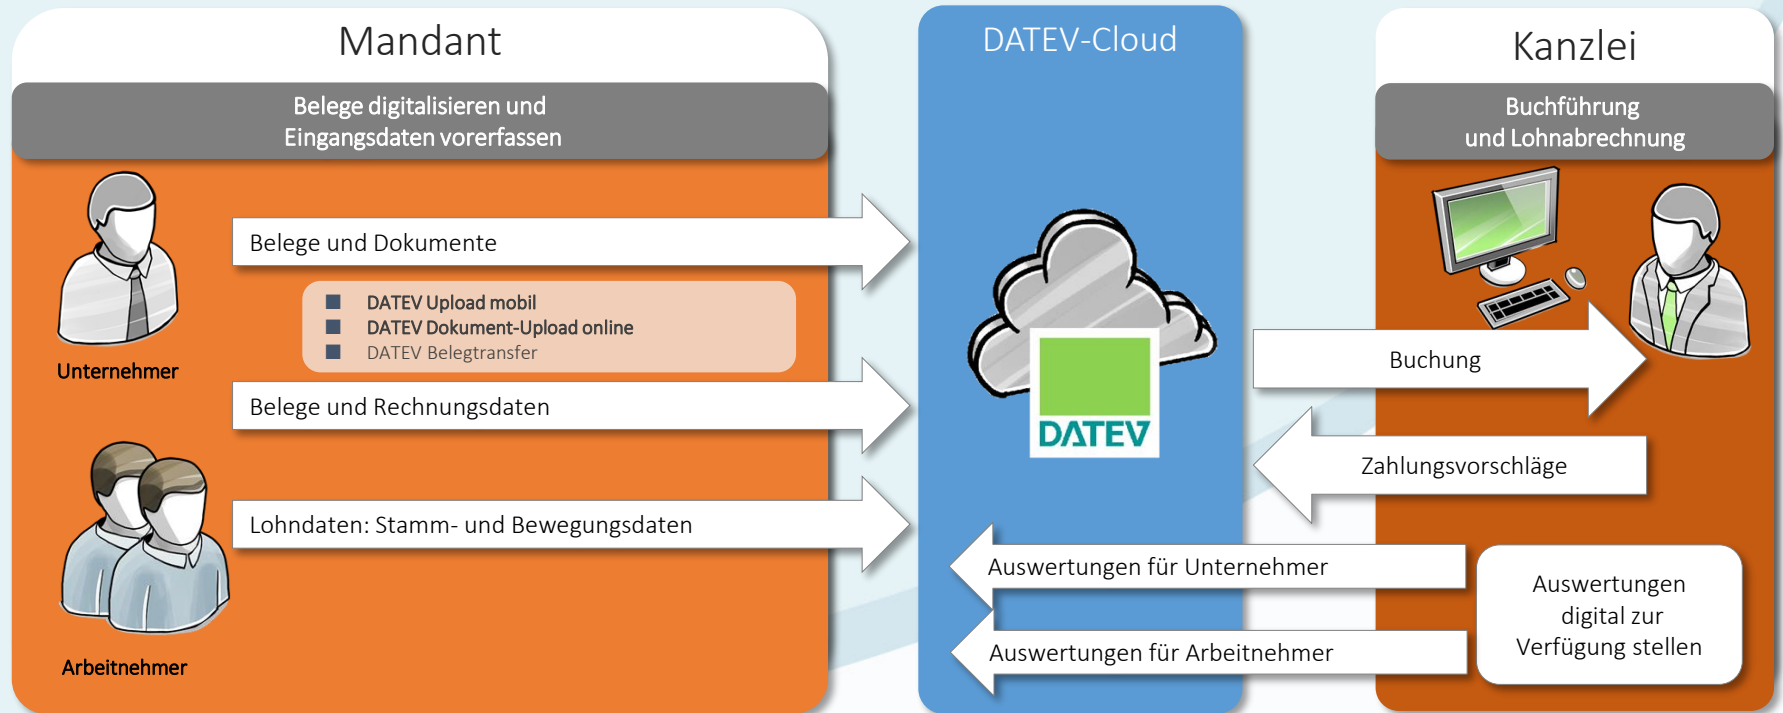 Mandant
Belege digitalisieren und
Eingangsdaten vorerfassen
Unternehmer
Belege und Dokumente
DATEV Upload mobil
DATEV Dokument-Upload online
DATEV Belegtransfer
Belege und Rechnungsdaten
Arbeitnehmer
Lohndaten: Stamm- und Bewegungsdaten
DATEV-Cloud
DATEV
Kanzlei
Buchführung
und Lohnabrechnung
Buchung
Zahlungsvorschläge
Auswertungen für Unternehmer
Auswertungen für Arbeitnehmer
Auswertungen
digital zur
Verfügung stellen